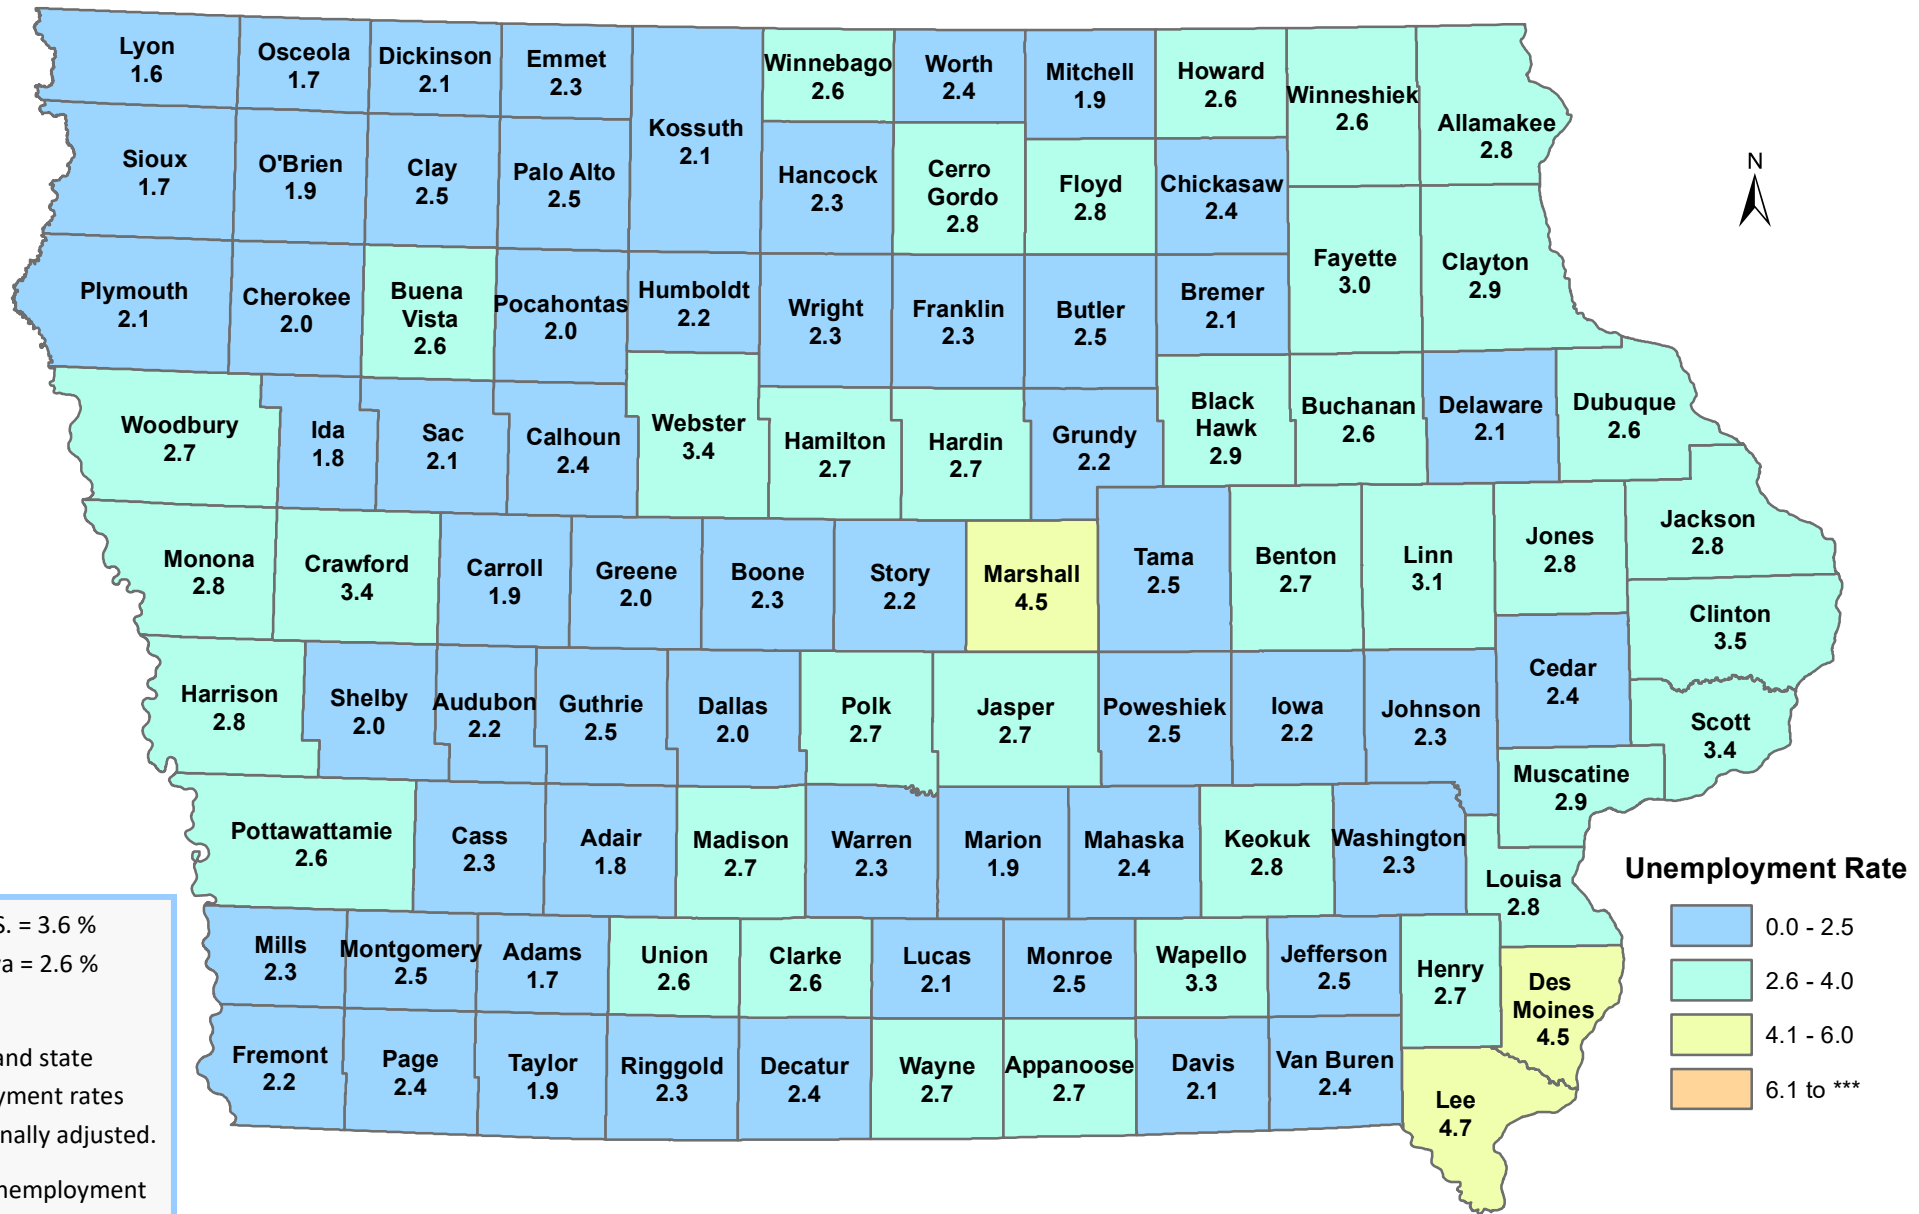 Lyon
1.6
Osceola
1.7
Dickinson
2.1
Emmet
2.3
Kossuth
2.1
Winnebago
2.6
Worth
2.4
Mitchell
1.9
Howard
2.6
Winneshiek
2.6
Allamakee
2.8
N
Sioux
1.7
O'Brien
1.9
Clay
2.5
Palo Alto
2.5
Hancock
2.3
Cerro
Gordo
2.8
Floyd
2.8
Chickasaw
2.4
Fayette
3.0
Clayton
2.9
Plymouth
2.1
Cherokee
2.0
Buena
Vista
2.6
Pocahontas
2.0
Humboldt
2.2
Wright
2.3
Franklin
2.3
Butler
2.5
Bremer
2.1
Woodbury
2.7
Ida
1.8
Sac
2.1
Calhoun
2.4
Webster
3.4
Hamilton
2.7
Hardin
2.7
Grundy
2.2
Black
Hawk
2.9
Buchanan
2.6
Delaware
2.1
Dubuque
2.6
Monona
2.8
Crawford
3.4
Carroll
1.9
Greene
2.0
Boone
2.3
Story
2.2
Marshall
4.5
Tama
2.5
Benton
2.7
Linn
3.1
Jones
2.8
Jackson
2.8
Clinton
3.5
Harrison
2.8
Shelby
2.0
Audubon
2.2
Guthrie
2.5
Dallas
2.0
Polk
2.7
Jasper
2.7
Poweshiek
2.5
Iowa
2.2
Johnson
2.3
Cedar
2.4
Scott
3.4
Muscatine
2.9
Pottawattamie
2.6
Cass
2.3
Adair
1.8
Madison
2.7
Warren
2.3
Marion
1.9
Mahaska
2.4
Keokuk
2.8
Washington
2.3
Louisa
2.8
Mills
2.3
Montgomery
2.5
Adams
1.7
Union
2.6
Clarke
2.6
Lucas
2.1
Monroe
2.5
Wapello
3.3
Jefferson
2.5
Henry
2.7
Des
Moines
4.5
Fremont
2.2
Page
2.4
Taylor
1.9
Ringgold
2.3
Decatur
2.4
Wayne
2.7
Appanoose
2.7
Davis
2.1
Van Buren
2.4
Lee
4.7
S. = 3.6 %
a = 2.6 %
and state
yment rates
nally adjusted.
nemployment
Unemployment Rate
0.0 - 2.5
2.6 - 4.0
4.1 - 6.0
6.1 to ***